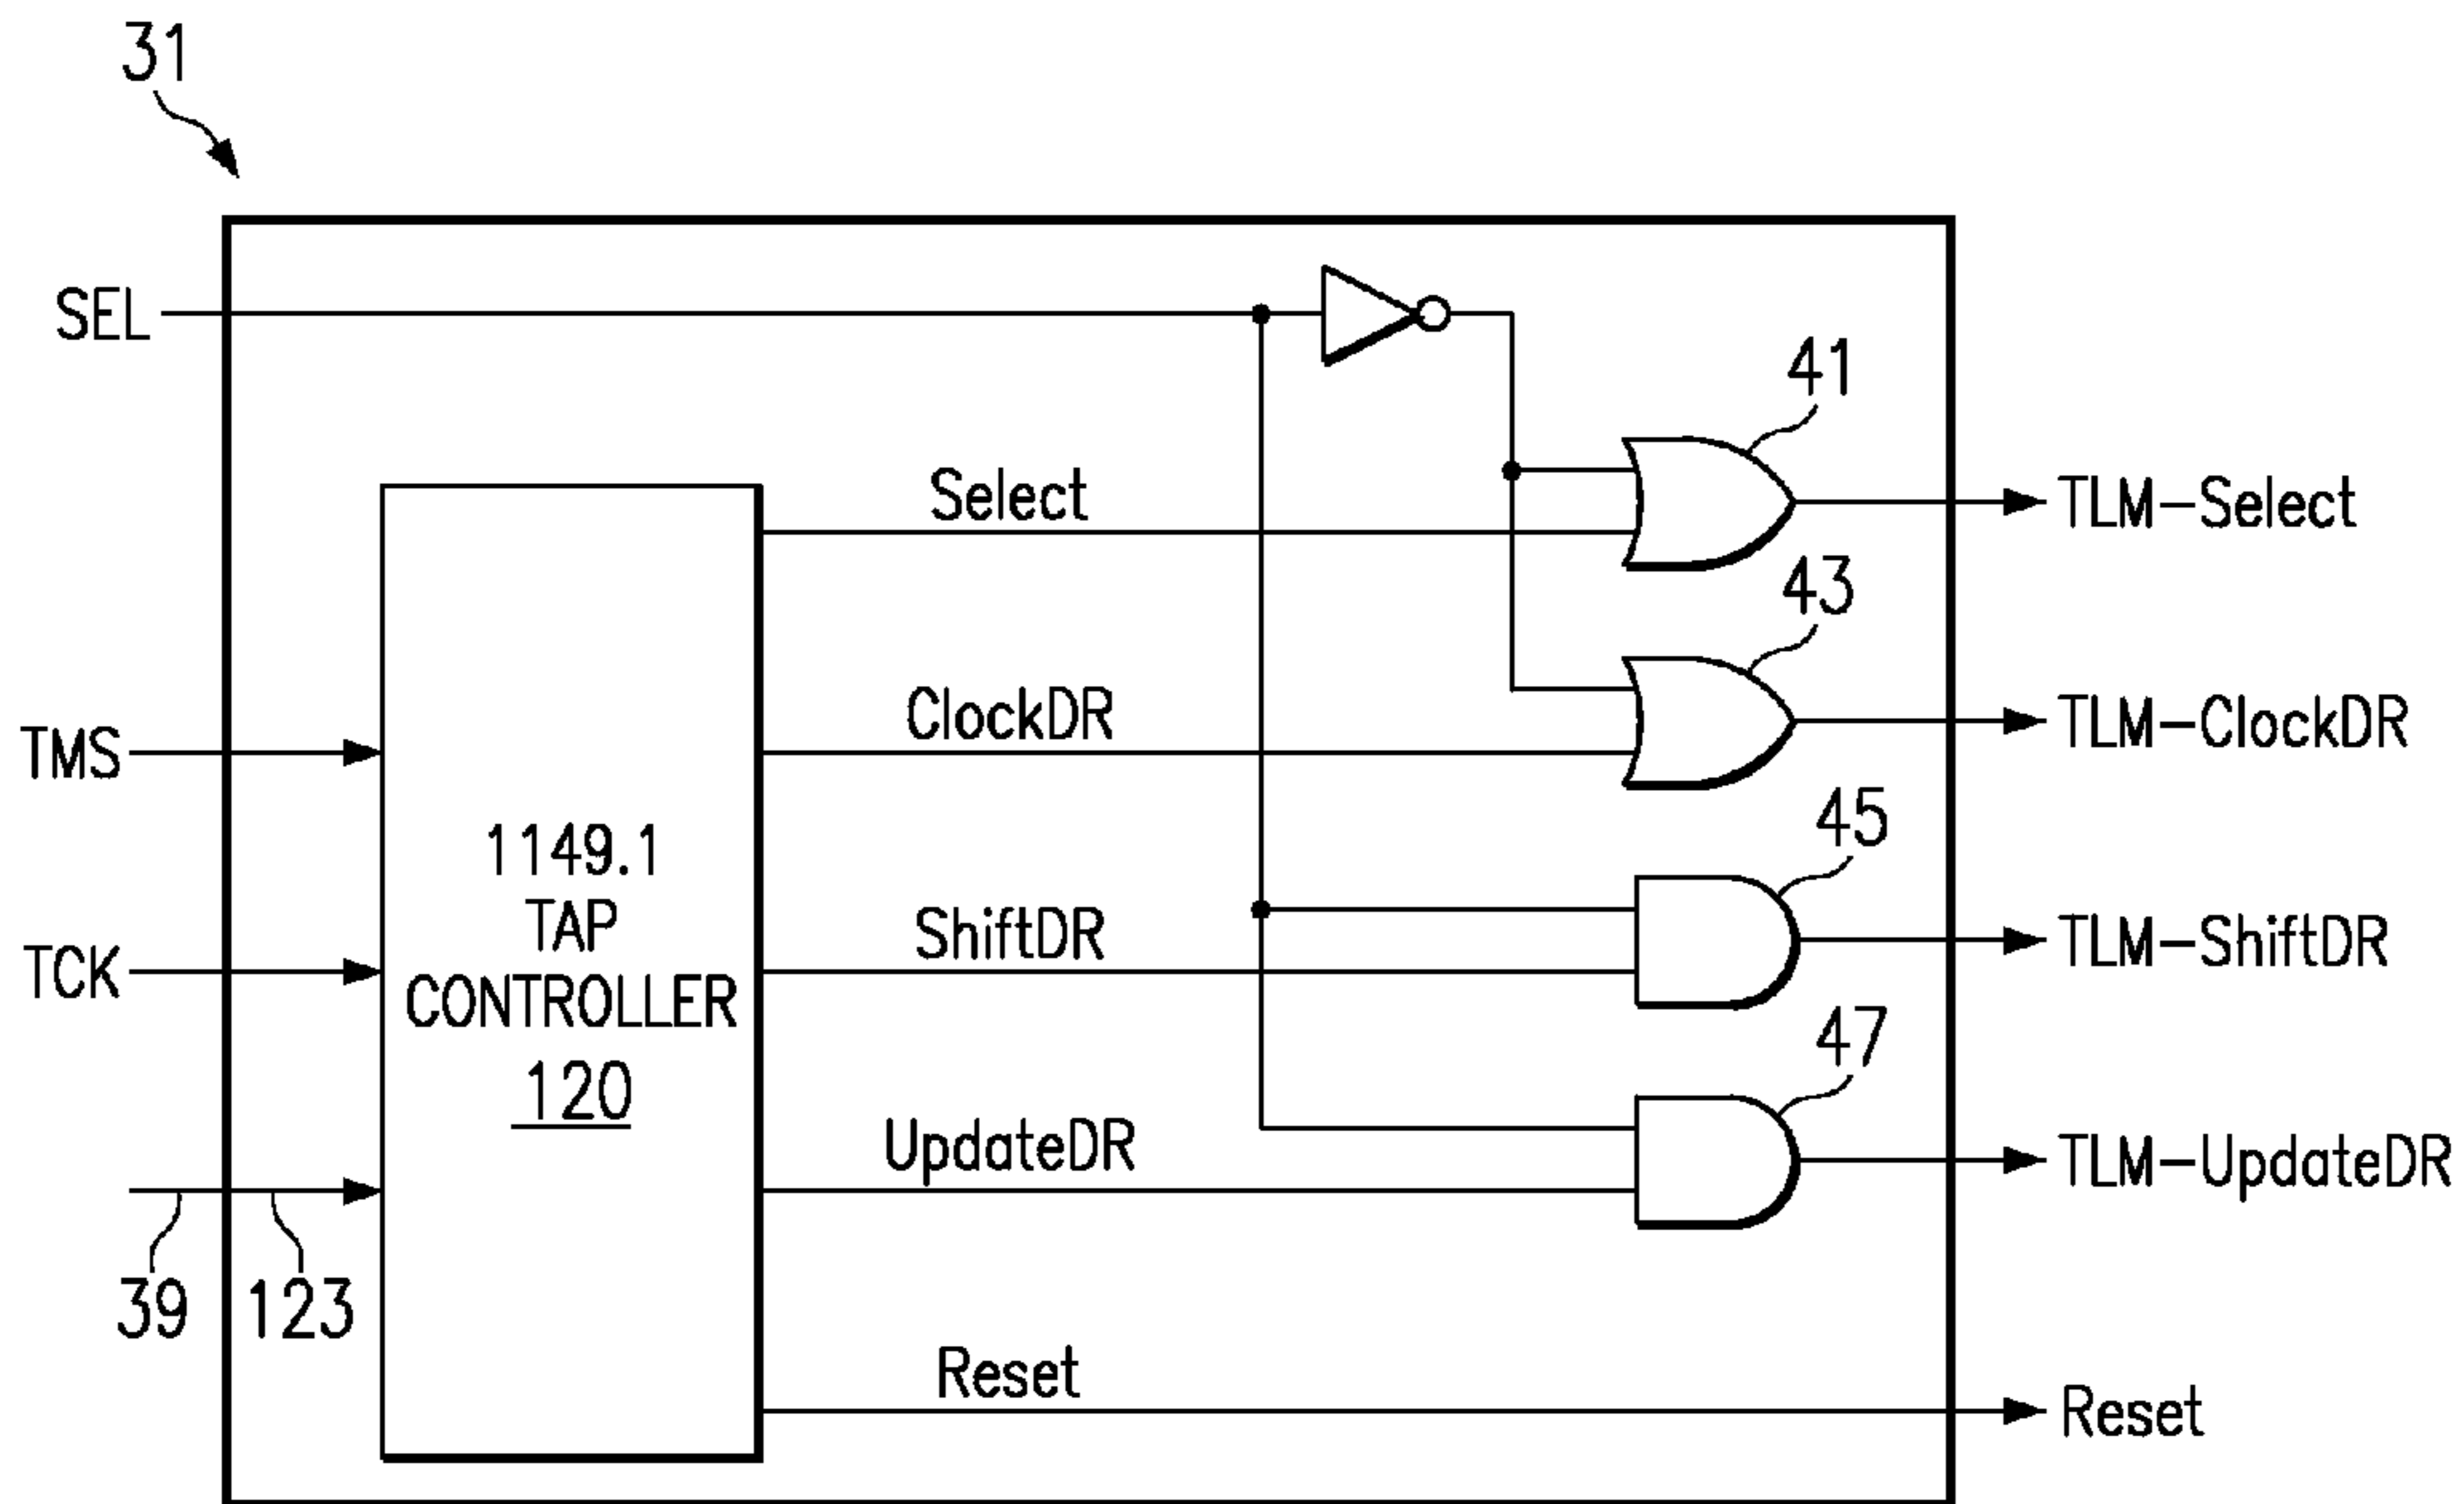 31
SEL
41
Select
TLM-Select
43
ClockDR
TLM-ClockDR
TMS
45
1149.1
TAP
CONTROLLER
120
ShiftDR
TLM-ShiftDR
TCK
47
UpdateDR
TLM-UpdateDR
39
123
Reset
Reset